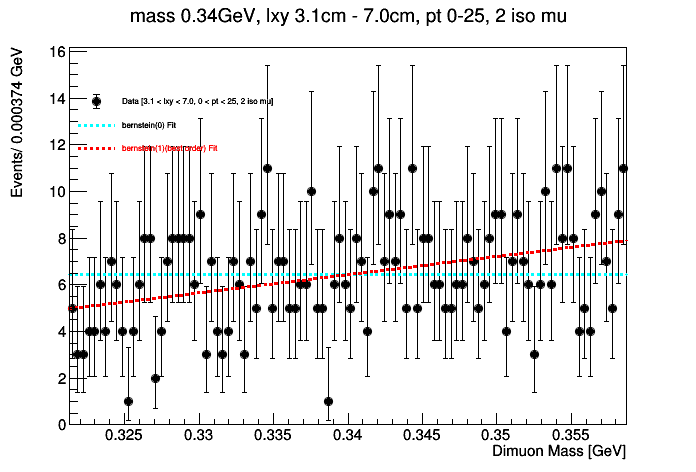 mass 0.34GeV, lxy 3.1cm - 7.0cm, pt 0-25, 2 iso mu
Events/ 0.000374 GeV
16
14
12
10
8
6
4
2
0
Data [3.1 < lxy < 7.0, 0 < pt < 25, 2 iso mu]
bernstein(0) Fit
bernstein(1) Fit
0.325 0.33 0.335 0.34 0.345 0.35 0.355
Dimuon Mass [GeV]